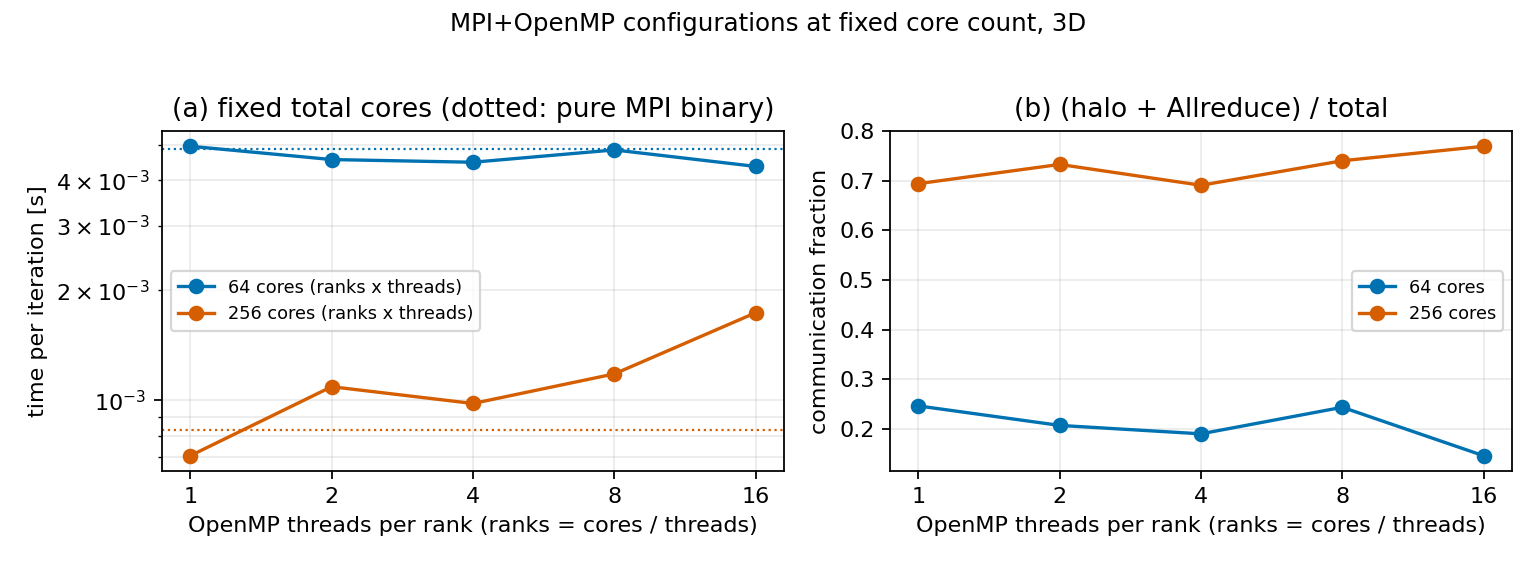 MPI+OpenMP configurations at fixed core count, 3D
(a) fixed total cores (dotted: pure MPI binary)
time per iteration [s]
4 × 10⁻³
3 × 10⁻³
2 × 10⁻³
10⁻³
64 cores (ranks x threads)
256 cores (ranks x threads)
1 2 4 8 16
OpenMP threads per rank (ranks = cores / threads)
(b) (halo + Allreduce) / total
communication fraction
0.8
0.7
0.6
0.5
0.4
0.3
0.2
64 cores
256 cores
1 2 4 8 16
OpenMP threads per rank (ranks = cores / threads)